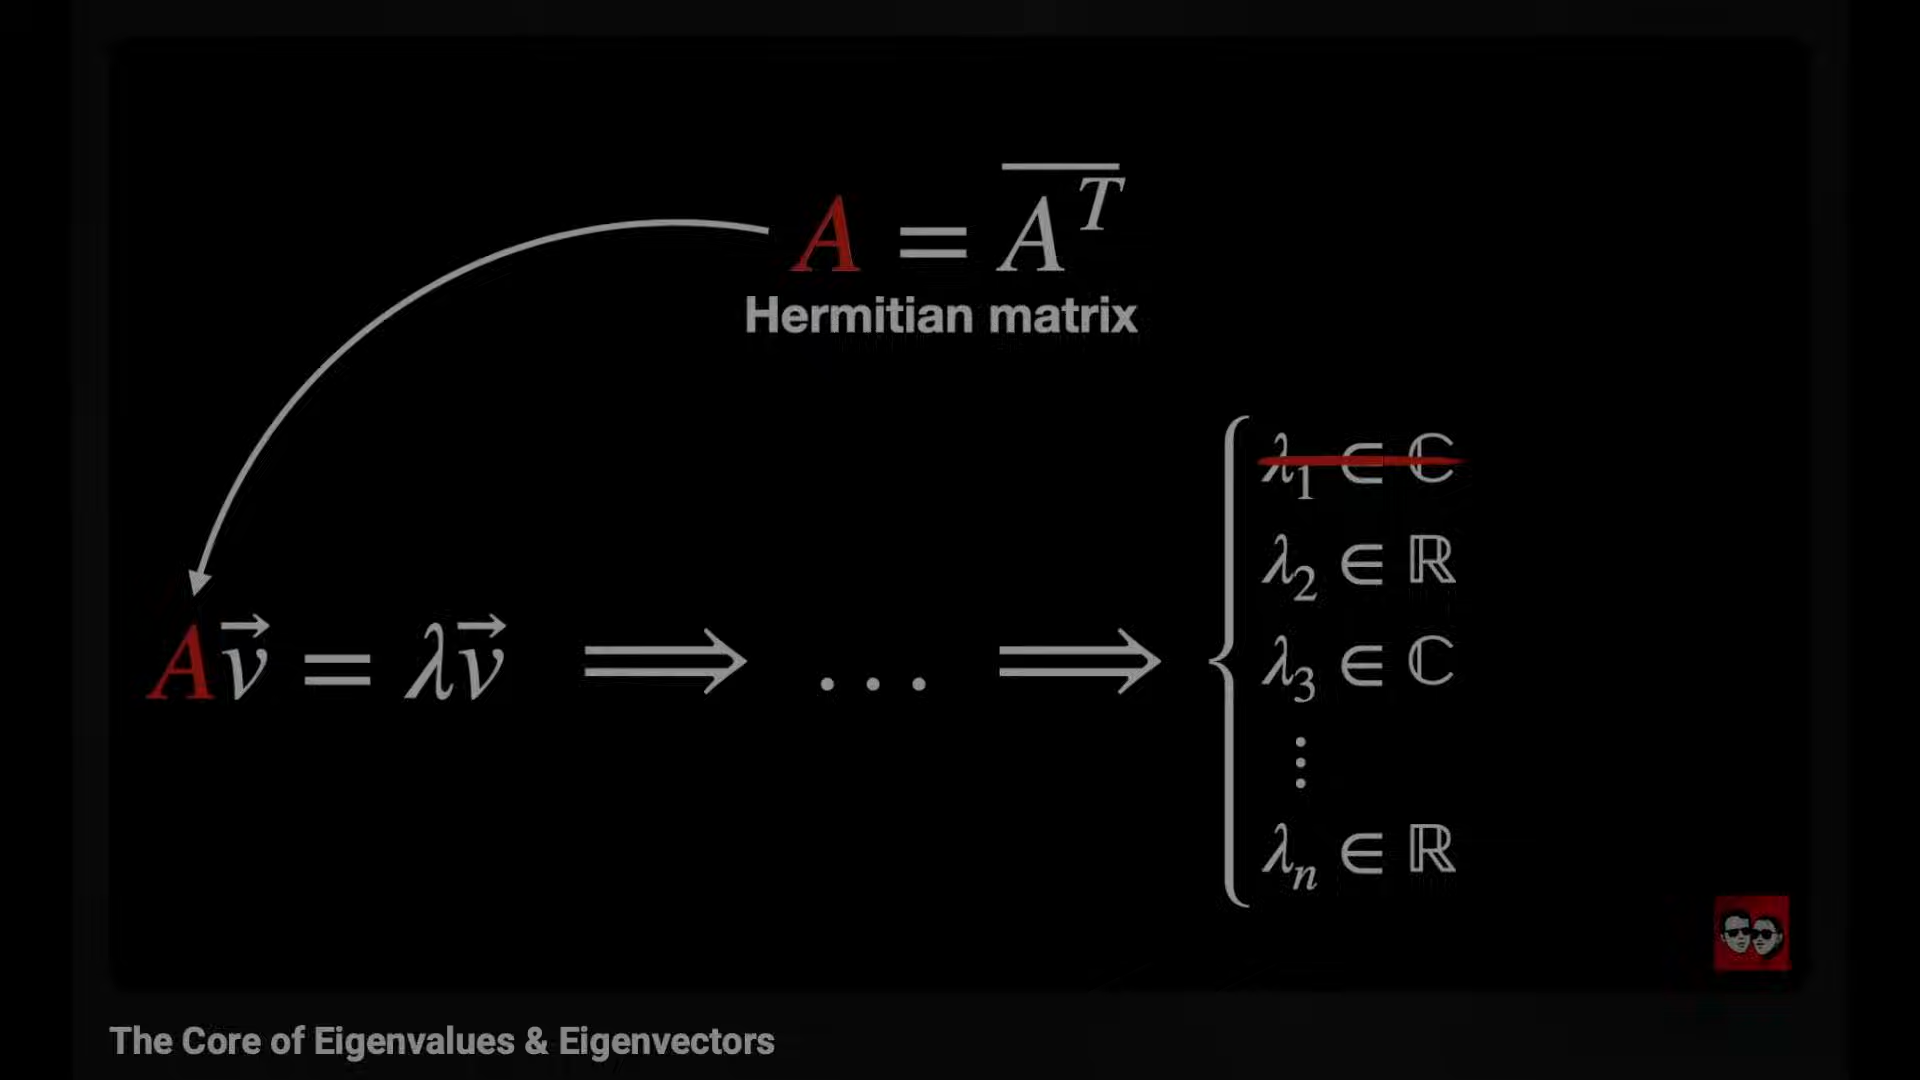 A = \overline{A^T}
Hermitian matrix
λ₁ ∈ ℂ
λ₂ ∈ ℝ
A\vec{v} = λ\vec{v} ⟹ ... ⟹
λ₃ ∈ ℂ
⋮
λₙ ∈ ℝ
The Core of Eigenvalues & Eigenvectors